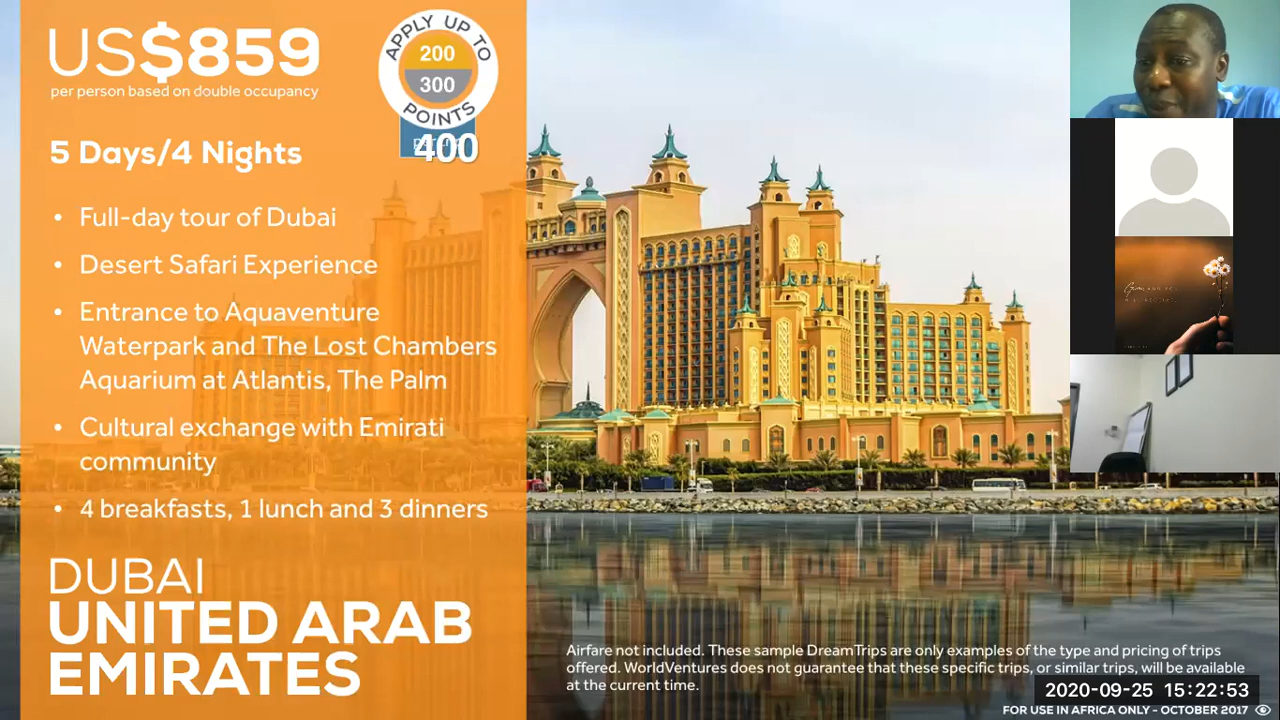 US$859
per person based on double occupancy
APPLY UP TO
200
300
POINTS
400
5 Days/4 Nights
• Full-day tour of Dubai
• Desert Safari Experience
• Entrance to Aquaventure
Waterpark and The Lost Chambers
Aquarium at Atlantis, The Palm
• Cultural exchange with Emirati
community
• 4 breakfasts, 1 lunch and 3 dinners
DUBAI
UNITED ARAB
EMIRATES
Airfare not included. These sample DreamTrips are only examples of the type and pricing of trips
offered. WorldVentures does not guarantee that these specific trips, or similar trips, will be available
at the current time.
2020-09-25 15:22:53
FOR USE IN AFRICA ONLY - OCTOBER 2017